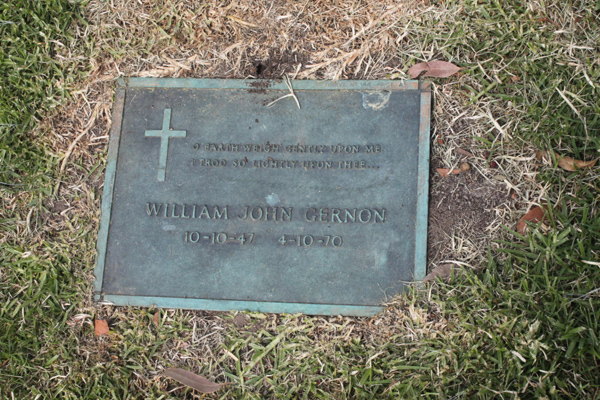 O EARTH WEIGH GENTLY UPON ME
I TROD SO LIGHTLY UPON THEE...
WILLIAM JOHN GERNON
10-10-47 4-10-70